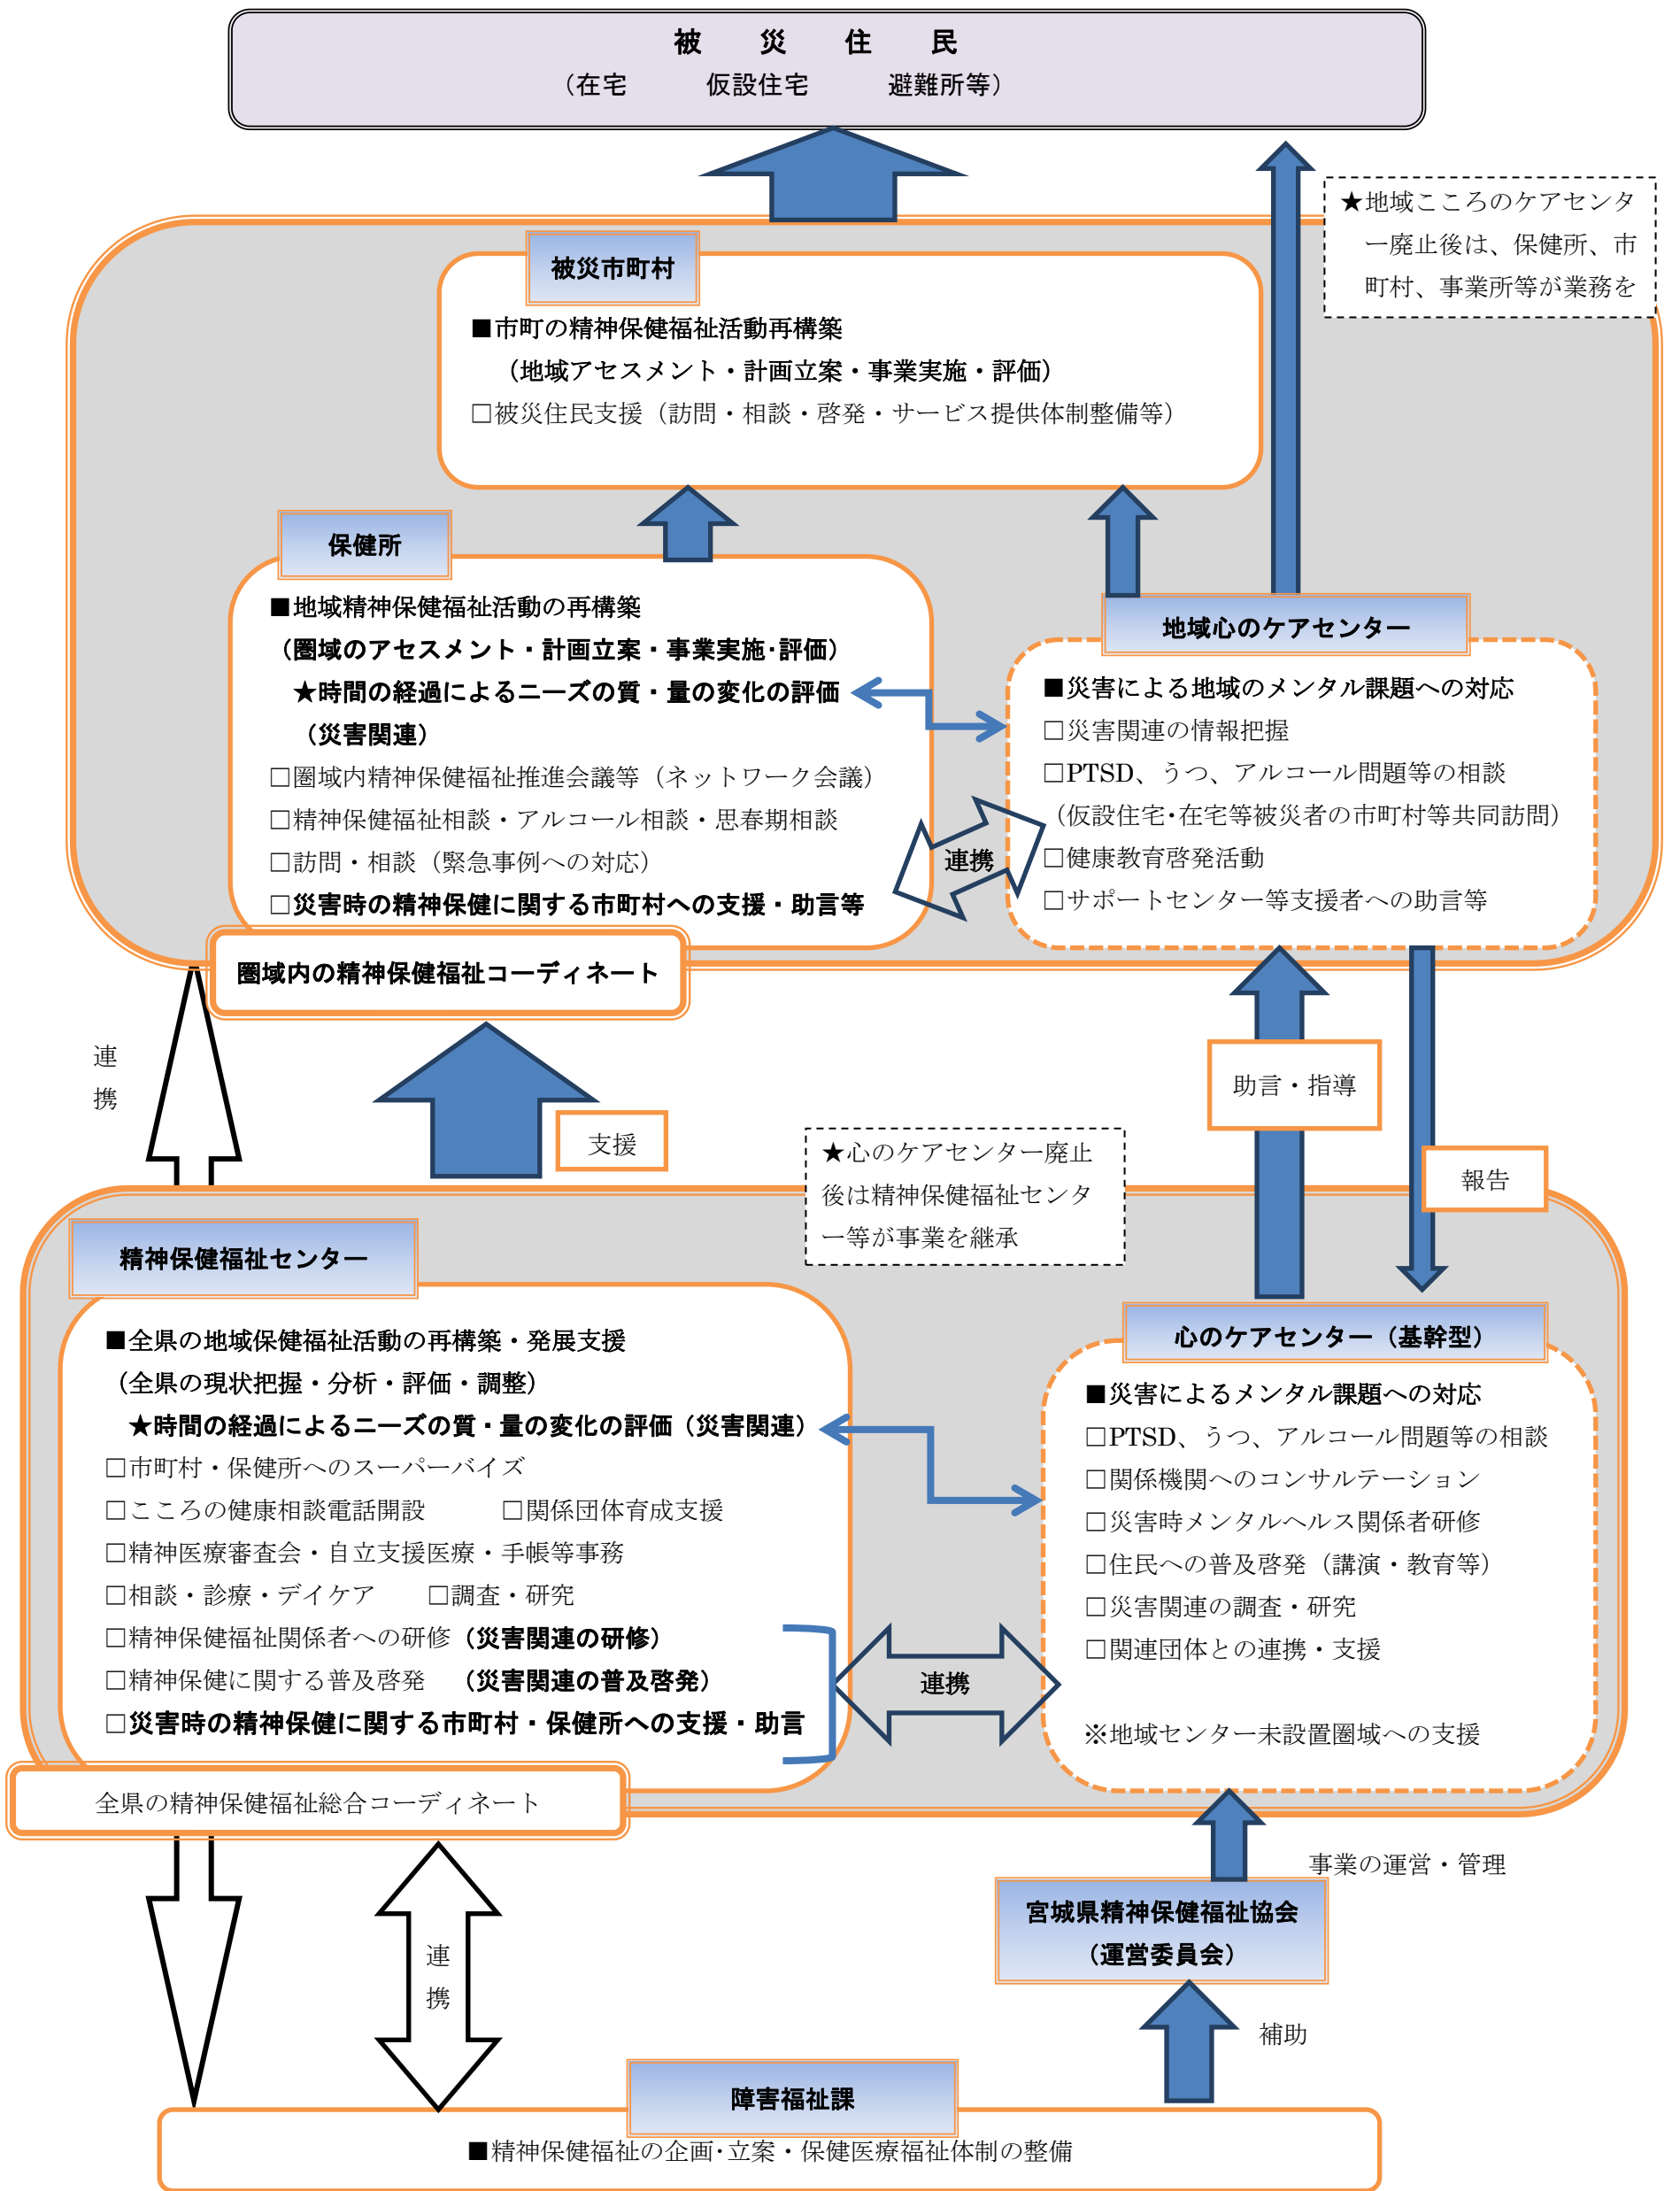 被　災　住　民
（在宅　　仮設住宅　　避難所等）
★地域こころのケアセンタ
ー廃止後は、保健所、市
町村、事業所等が業務を
被災市町村
■市町の精神保健福祉活動再構築
（地域アセスメント・計画立案・事業実施・評価）
□被災住民支援（訪問・相談・啓発・サービス提供体制整備等）
保健所
■地域精神保健福祉活動の再構築
（圏域のアセスメント・計画立案・事業実施・評価）
★時間の経過によるニーズの質・量の変化の評価
（災害関連）
□圏域内精神保健福祉推進会議等（ネットワーク会議）
□精神保健福祉相談・アルコール相談・思春期相談
□訪問・相談（緊急事例への対応）
□災害時の精神保健に関する市町村への支援・助言等
圏域内の精神保健福祉コーディネート
連携
地域心のケアセンター
■災害による地域のメンタル課題への対応
□災害関連の情報把握
□PTSD、うつ、アルコール問題等の相談
（仮設住宅・在宅等被災者の市町村等共同訪問）
□健康教育啓発活動
□サポートセンター等支援者への助言等
連
携
支援
助言・指導
報告
★心のケアセンター廃止
後は精神保健福祉センタ
ー等が事業を継承
精神保健福祉センター
■全県の地域保健福祉活動の再構築・発展支援
（全県の現状把握・分析・評価・調整）
★時間の経過によるニーズの質・量の変化の評価（災害関連）
□市町村・保健所へのスーパーバイズ
□こころの健康相談電話開設　　□関係団体育成支援
□精神医療審査会・自立支援医療・手帳等事務
□相談・診療・デイケア　　□調査・研究
□精神保健福祉関係者への研修（災害関連の研修）
□精神保健に関する普及啓発　（災害関連の普及啓発）
□災害時の精神保健に関する市町村・保健所への支援・助言
全県の精神保健福祉総合コーディネート
連携
心のケアセンター（基幹型）
■災害によるメンタル課題への対応
□PTSD、うつ、アルコール問題等の相談
□関係機関へのコンサルテーション
□災害時メンタルヘルス関係者研修
□住民への普及啓発（講演・教育等）
□災害関連の調査・研究
□関連団体との連携・支援
※地域センター未設置圏域への支援
事業の運営・管理
宮城県精神保健福祉協会
（運営委員会）
連
携
補助
障害福祉課
■精神保健福祉の企画・立案・保健医療福祉体制の整備